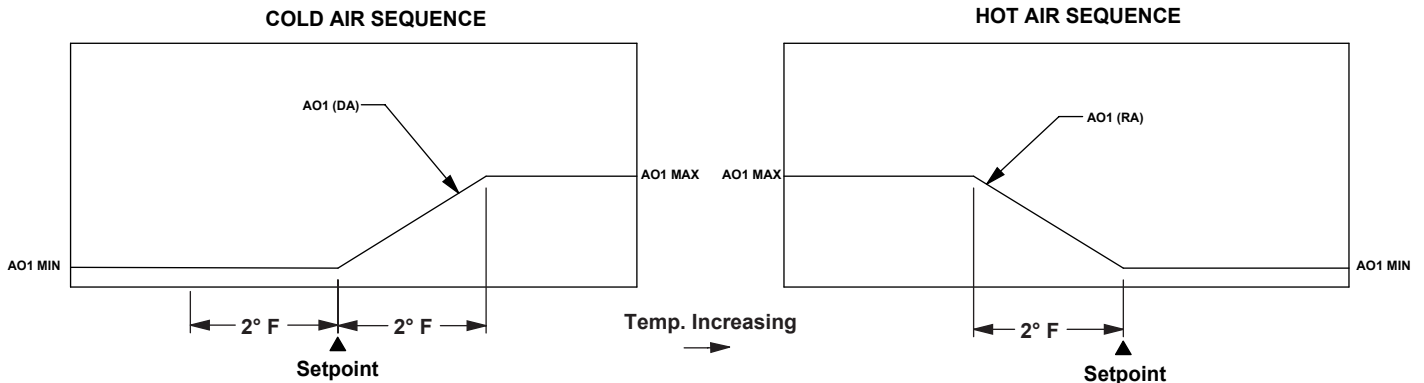 COLD AIR SEQUENCE
HOT AIR SEQUENCE
AO1 (DA)
AO1 (RA)
AO1 MAX
AO1 MAX
AO1 MIN
AO1 MIN
2° F
2° F
Temp. Increasing
2° F
Setpoint
Setpoint